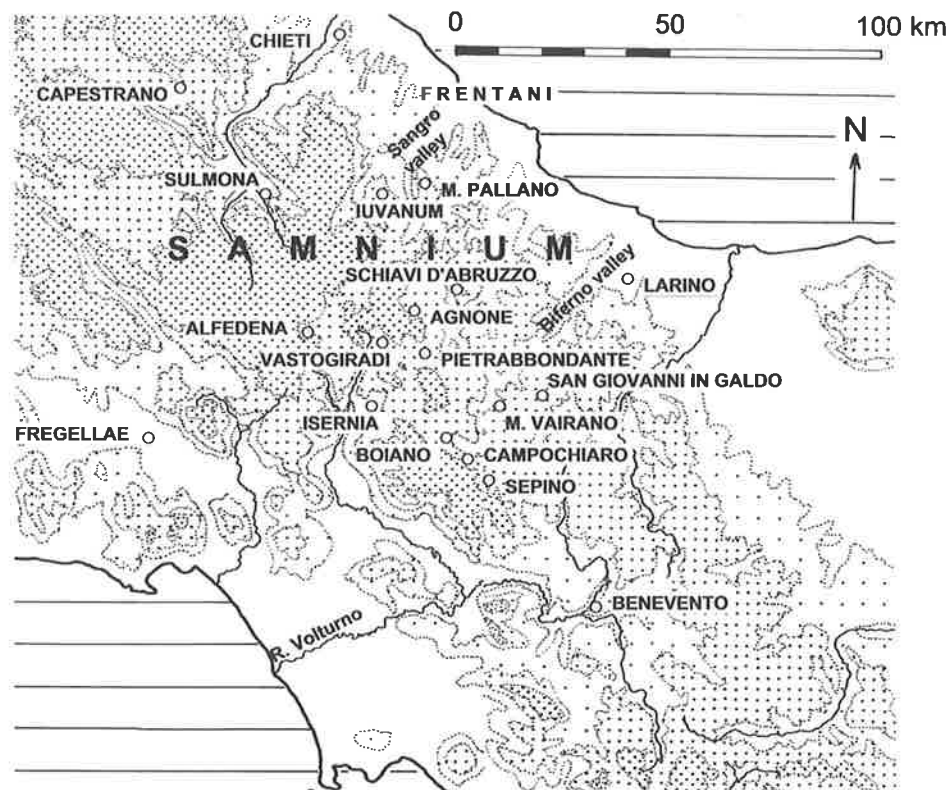 0 50 100 km
CHIETI
CAPESTRANO
FRENTANI
N
Sangro
valley
SULMONA
M. PALLANO
IUVANUM
SAMNIUM
SCHIAVI D'ABRUZZO
Biferno valley
LARINO
AGNONE
ALFEDENA
VASTOGIRADI
PIETRABBONDANTE
SAN GIOVANNI IN GALDO
ISERNIA
M. VAIRANO
FREGELLAE
BOIANO
CAMPOCHIARO
SEPINO
BENEVENTO
R. Volturno